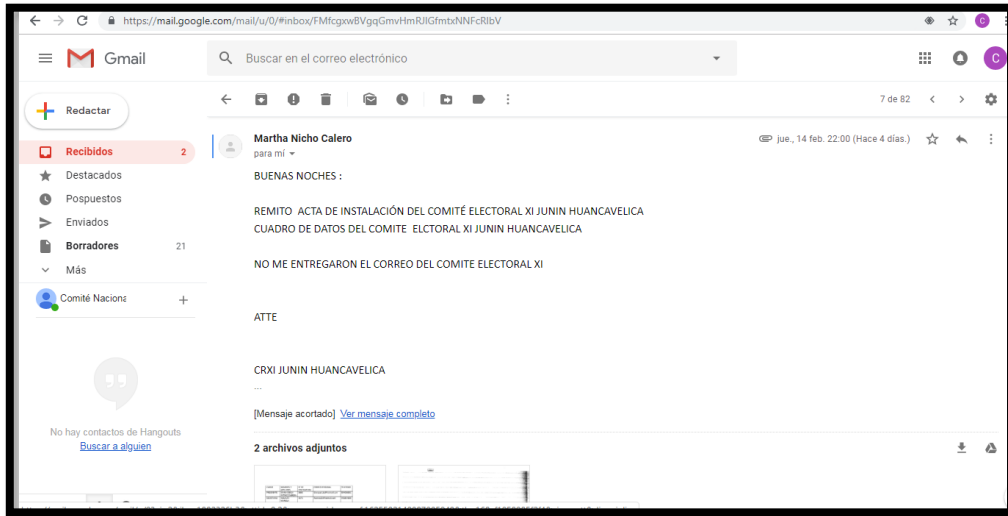 https://mail.google.com/mail/u/0/#inbox/FMfcgxwBVgqGmvHmRJlGfmtxNNFcRlbV
C
Gmail
Buscar en el correo electrónico
C
Redactar
7 de 82
Recibidos 2
Destacados
Pospuestos
Enviados
Borradores 21
Más
Comité Naciona
No hay contactos de Hangouts
Buscar a alguien
Martha Nicho Calero
jue., 14 feb. 22:00 (Hace 4 días.)
para mí
BUENAS NOCHES :
REMITO ACTA DE INSTALACIÓN DEL COMITÉ ELECTORAL XI JUNIN HUANCAVELICA
CUADRO DE DATOS DEL COMITE ELCTORAL XI JUNIN HUANCAVELICA
NO ME ENTREGARON EL CORREO DEL COMITE ELECTORAL XI
ATTE
CRXI JUNIN HUANCAVELICA
...
[Mensaje acortado] Ver mensaje completo
2 archivos adjuntos